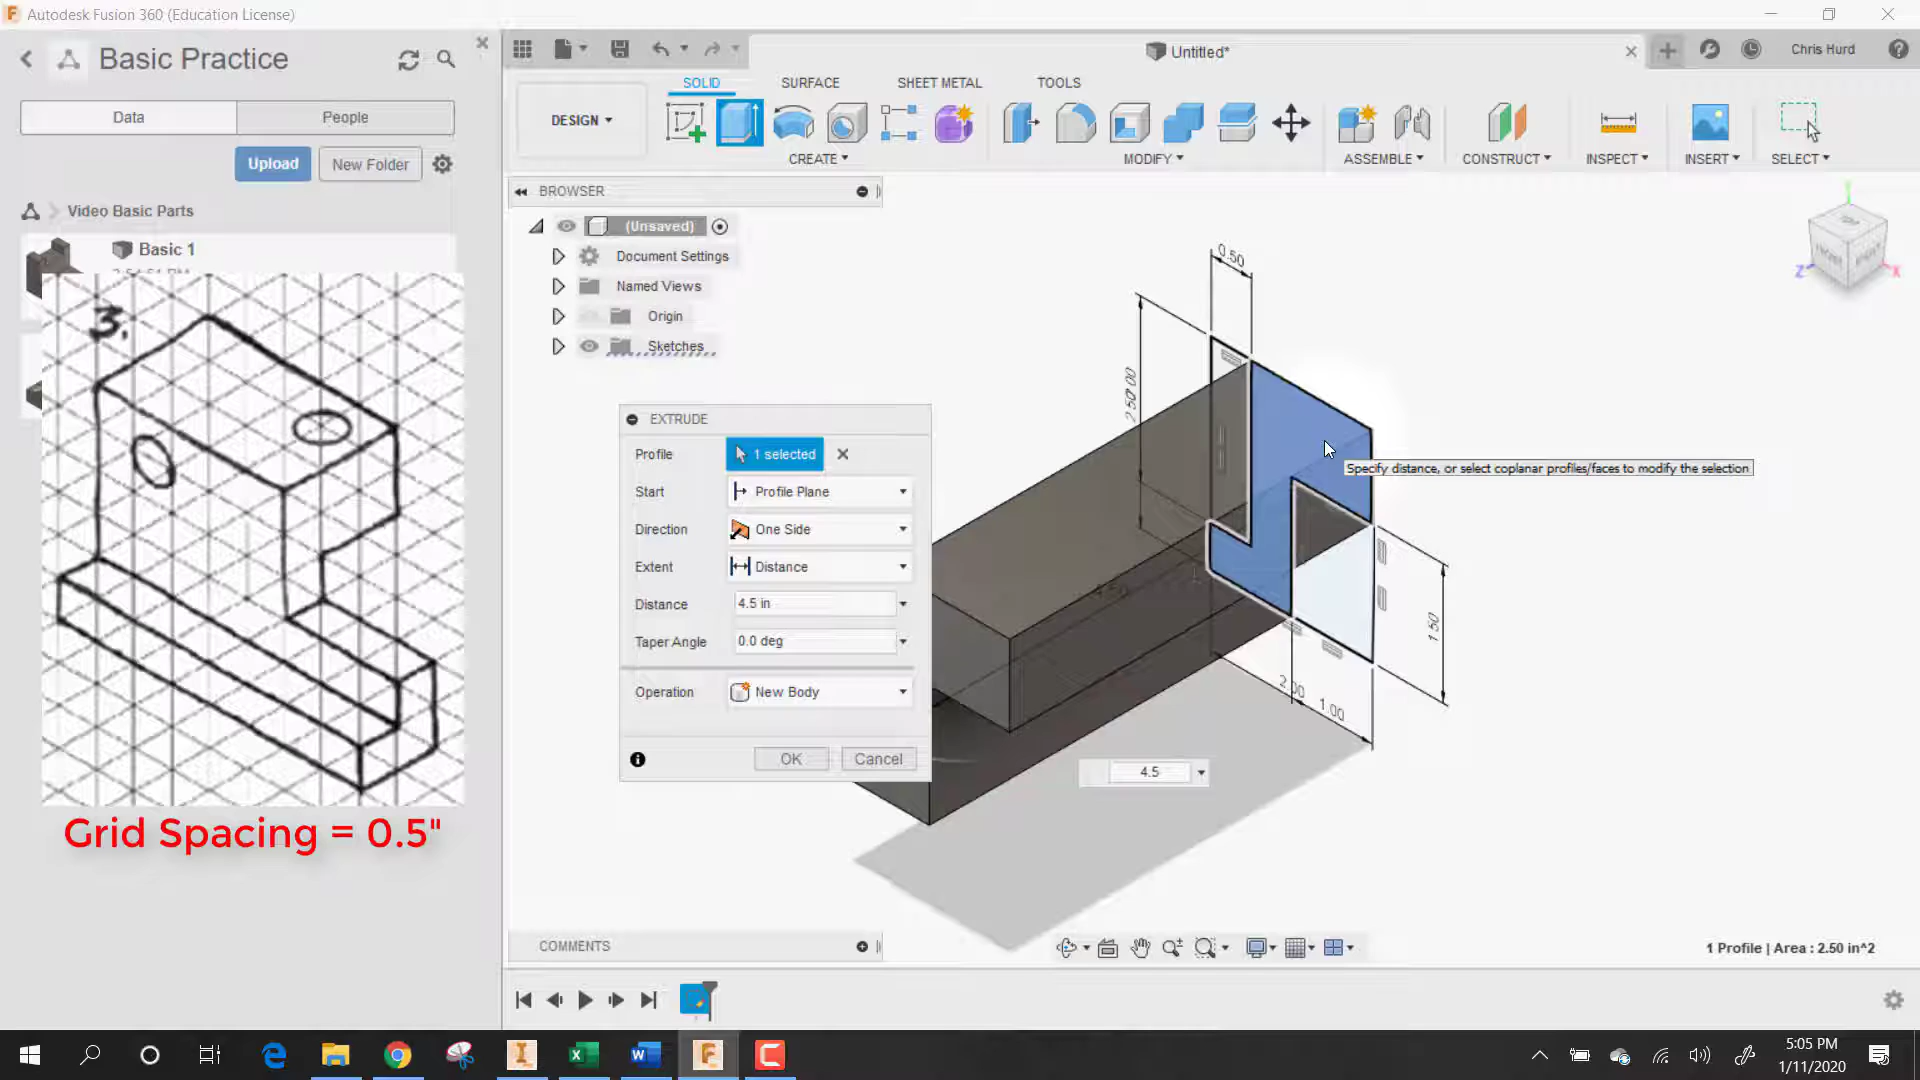 Autodesk Fusion 360 (Education License)
Basic Practice
Data
People
Upload
New Folder
Video Basic Parts
Basic 1
3.
Grid Spacing = 0.5"
Untitled*
Chris Hurd
SOLID
SURFACE
SHEET METAL
TOOLS
DESIGN
CREATE
MODIFY
ASSEMBLE
CONSTRUCT
INSPECT
INSERT
SELECT
BROWSER
(Unsaved)
Document Settings
Named Views
Origin
Sketches
EXTRUDE
Profile
1 selected
Start
Profile Plane
Direction
One Side
Extent
Distance
Distance
4.5 in
Taper Angle
0.0 deg
Operation
New Body
OK
Cancel
0.50
Z
X
Specify distance, or select coplanar profiles/faces to modify the selection
1.50
2.00
1.00
4.5
COMMENTS
1 Profile | Area : 2.50 in^2
5:05 PM
1/11/2020